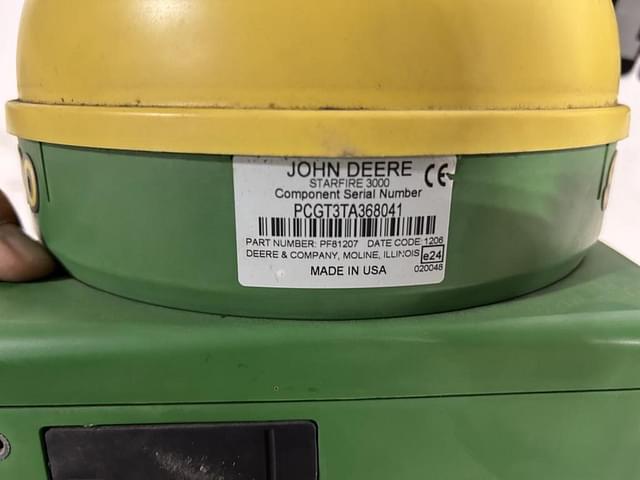 JOHN DEERE
STARFIRE 3000
Component Serial Number
PCGT3TA368041
PART NUMBER: PF81207 DATE CODE: 1206
DEERE & COMPANY, MOLINE, ILLINOIS e24
MADE IN USA 020048